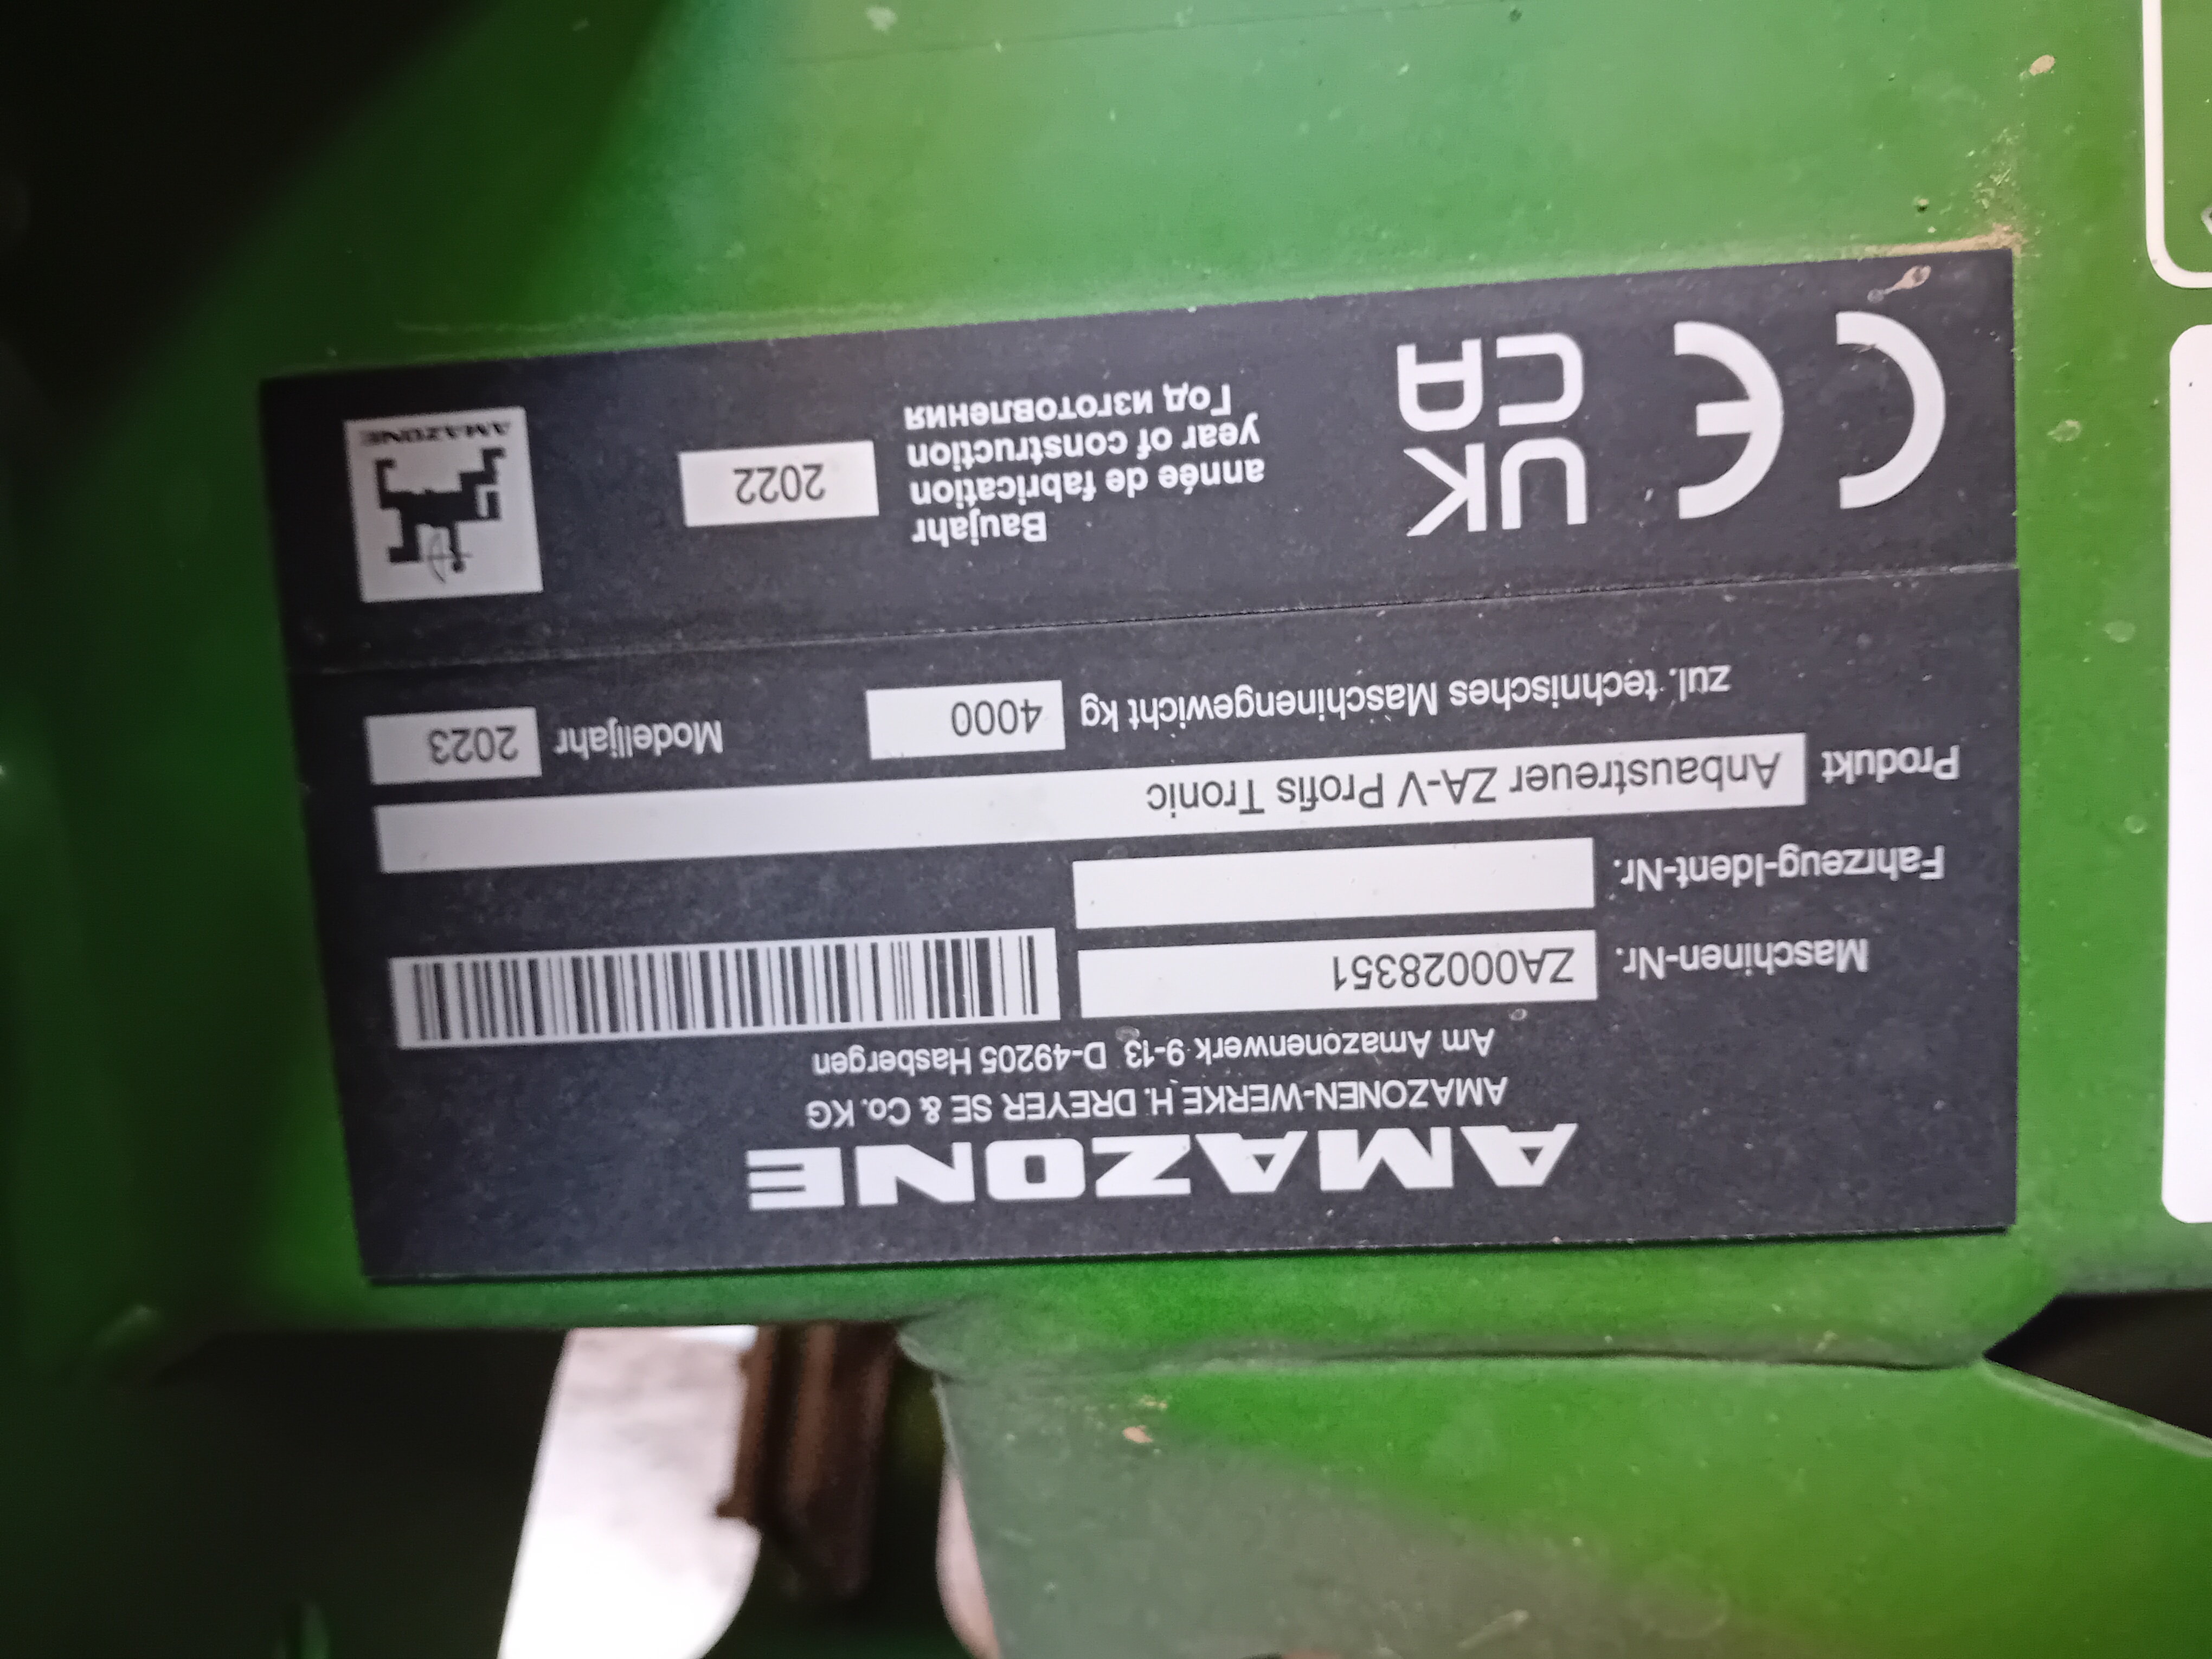 AMAZONE
AMAZONEN-WERKE H. DREYER SE & Co. KG
Am Amazonenwerk 9-13 D-49205 Hasbergen
Maschinen-Nr. ZA00028351
Fahrzeug-Ident-Nr.
Produkt Anbaustreuer ZA-V Profis Tronic
zul. technisches Maschinengewicht kg 4000 Modelljahr 2023
CE
UK
CA
Baujahr
année de fabrication
year of construction
Год изготовления
2022
AMAZONE